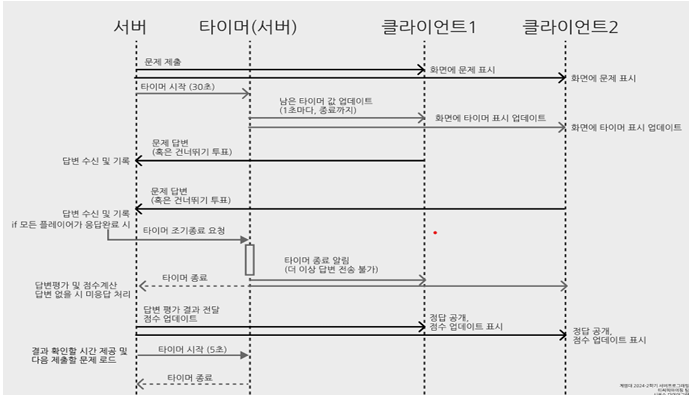 서버
타이머(서버)
클라이언트1
클라이언트2
문제 제출
화면에 문제 표시
화면에 문제 표시
타이머 시작 (30초)
남은 타이머 값 업데이트
(1초마다, 종료까지)
화면에 타이머 표시 업데이트
화면에 타이머 표시 업데이트
문제 답변
(혹은 건너뛰기 투표)
답변 수신 및 기록
문제 답변
(혹은 건너뛰기 투표)
답변 수신 및 기록
if 모든 플레이어가 응답완료 시
타이머 조기종료 요청
타이머 종료 알림
(더 이상 답변 전송 불가)
타이머 종료
답변평가 및 점수계산
답변 없을 시 미응답 처리
답변 평가 결과 전달
점수 업데이트
정답 공개,
점수 업데이트 표시
정답 공개,
점수 업데이트 표시
결과 확인할 시간 제공 및
다음 제출할 문제 로드
타이머 시작 (5초)
타이머 종료
2024-2학기